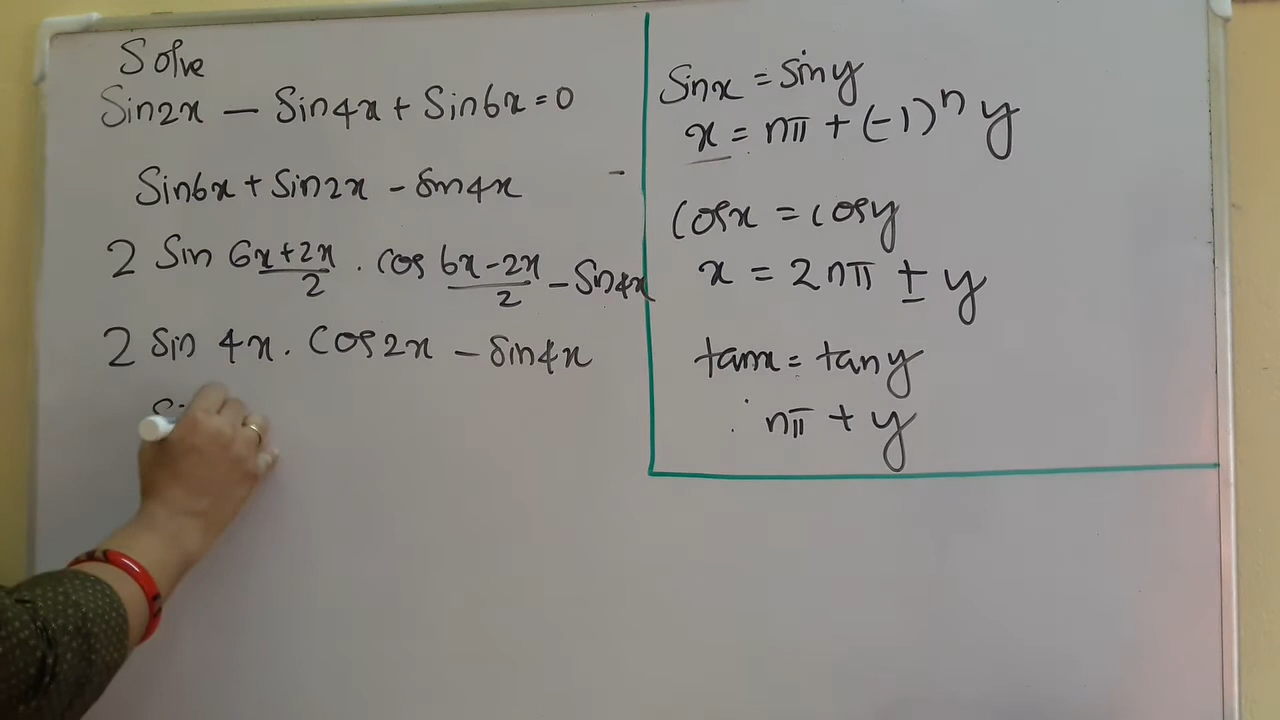 Solve
Sin2x - Sin4x + Sin6x = 0
Sin6x + Sin2x - Sin4x
2 Sin 6x+2x/2 . cos 6x-2x/2 - Sin4x
2 Sin 4x . Cos2x - Sin4x
Sinx = siny
x = nπ + (-1)ⁿ y
Cosx = cosy
x = 2nπ ± y
tanx = tany
nπ + y